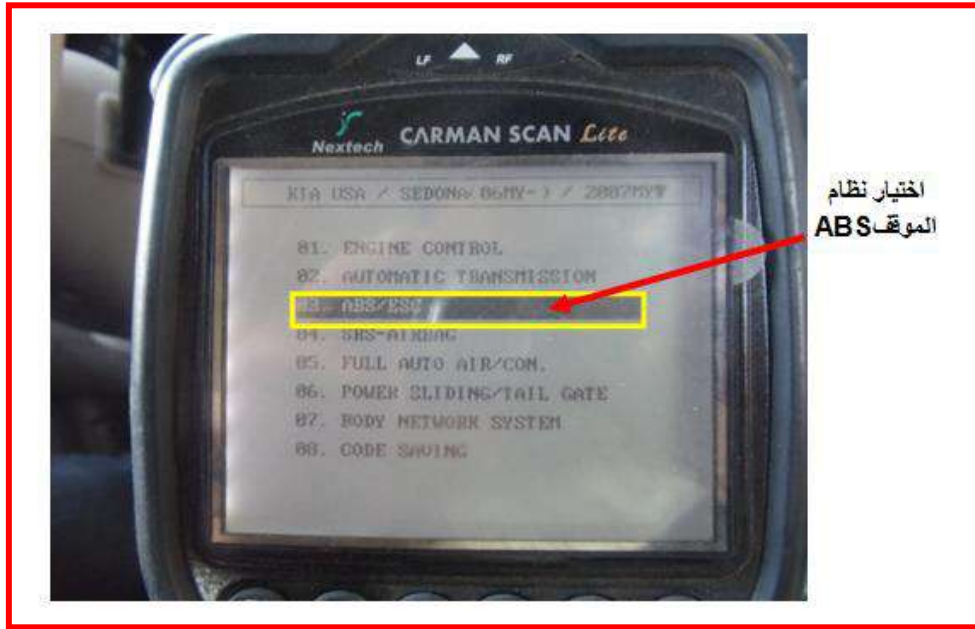 LF RF
Nextech CARMAN SCAN Lite
KIA USA / SEDONA( 06MY- ) / 2007MY
01. ENGINE CONTROL
02. AUTOMATIC TRANSMISSION
03. ABS/ESC
04. SRS-AIRBAG
05. FULL AUTO AIR/CON.
06. POWER SLIDING/TAIL GATE
07. BODY NETWORK SYSTEM
08. CODE SAVING
اختيار نظام
الموقف ABS